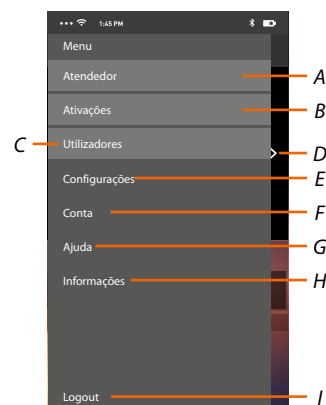 1:45 PM
Menu
Atendedor A
Ativações B
C Utilizadores
D
Configurações E
Conta F
Ajuda G
Informações H
Logout I